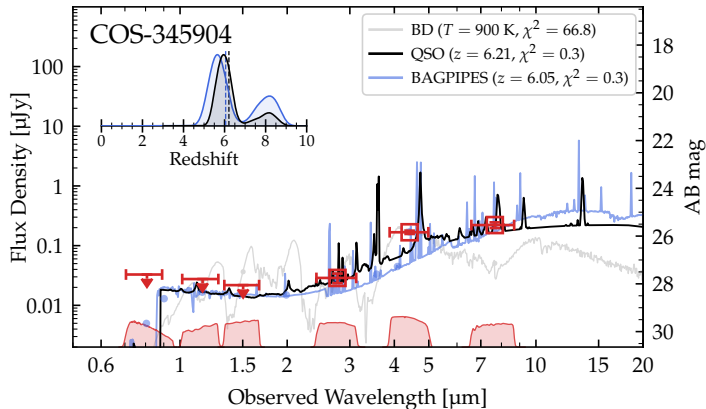 COS-345904
BD (T = 900 K, χ² = 66.8)
QSO (z = 6.21, χ² = 0.3)
BAGPIPES (z = 6.05, χ² = 0.3)
100
10
1
0.1
0.01
Flux Density [μJy]
0 2 4 6 8 10
Redshift
18
20
22
24
26
28
30
AB mag
0.6 1 1.5 2 3 4 5 6 10 15 20
Observed Wavelength [μm]